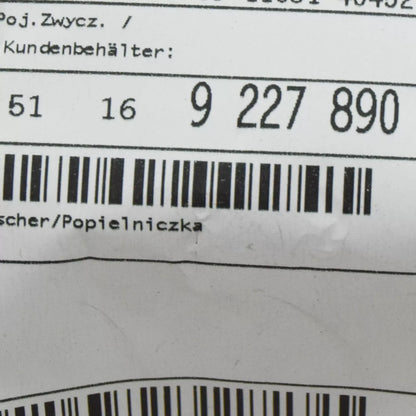 Poj.Zwycz. /
Kundenbehälter:
51 16 9 227 890
scher/Popielniczka